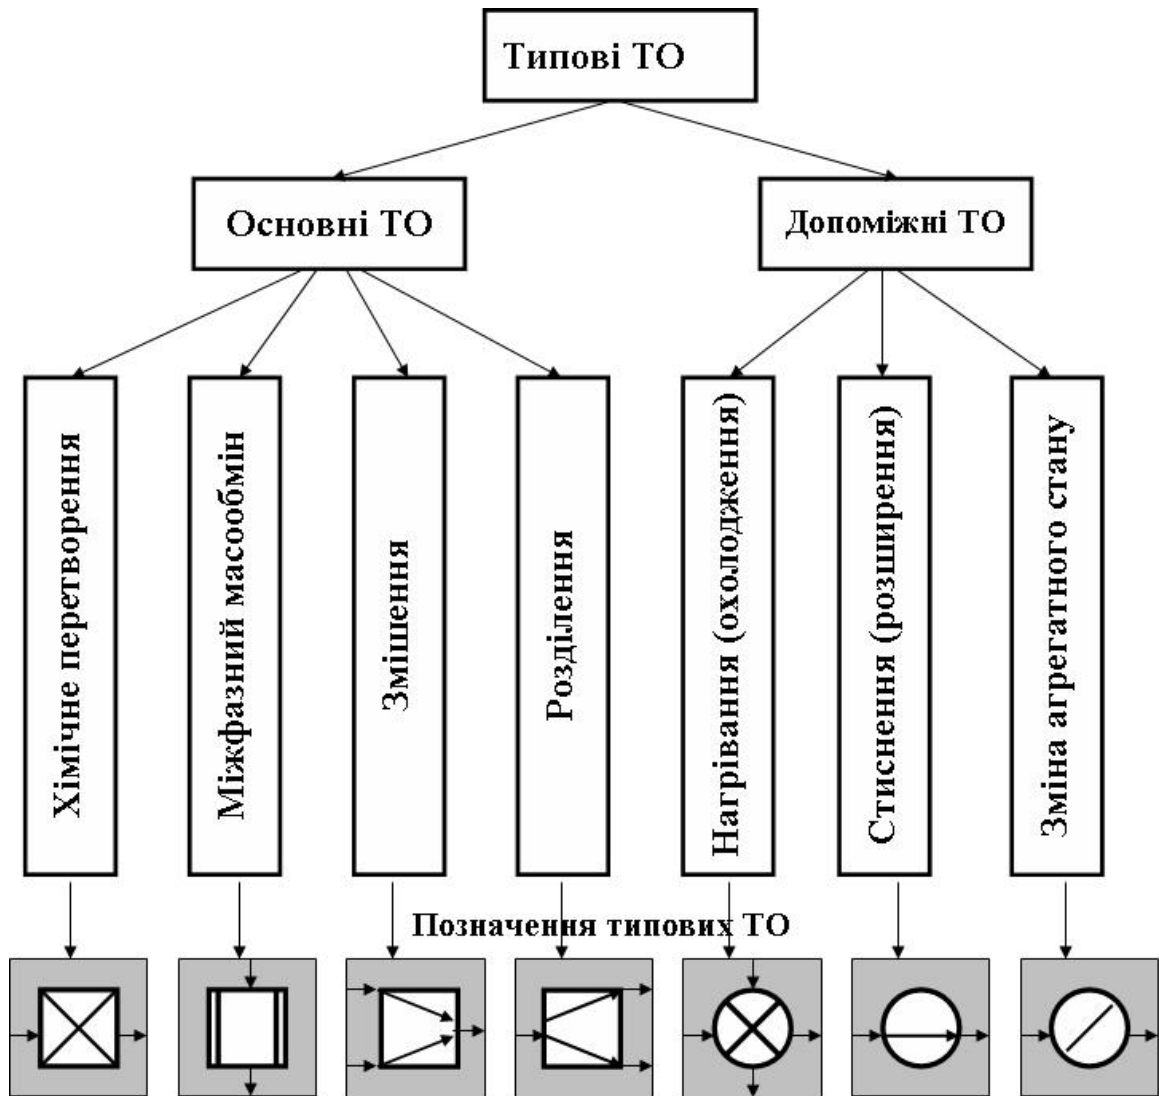 Типові ТО
Основні ТО
Допоміжні ТО
Хімічне перетворення
Міжфазний масообмін
Змішення
Розділення
Нагрівання (охолодження)
Стиснення (розширення)
Зміна агрегатного стану
Позначення типових ТО